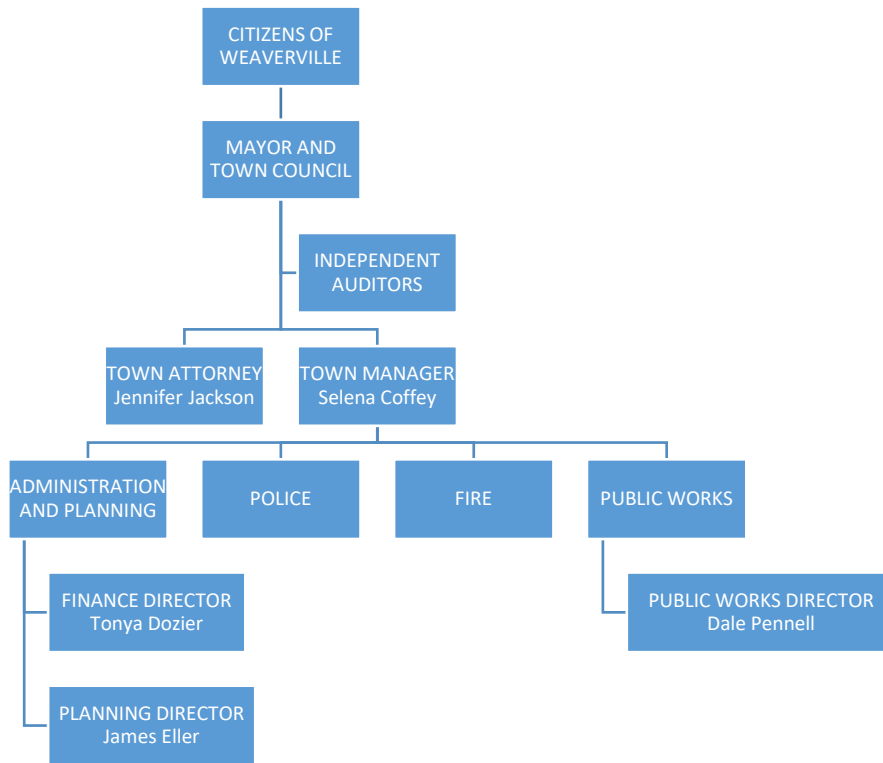 CITIZENS OF
WEAVERVILLE
MAYOR AND
TOWN COUNCIL
INDEPENDENT
AUDITORS
TOWN ATTORNEY
Jennifer Jackson
TOWN MANAGER
Selena Coffey
ADMINISTRATION
AND PLANNING
POLICE
FIRE
PUBLIC WORKS
FINANCE DIRECTOR
Tonya Dozier
PUBLIC WORKS DIRECTOR
Dale Pennell
PLANNING DIRECTOR
James Eller